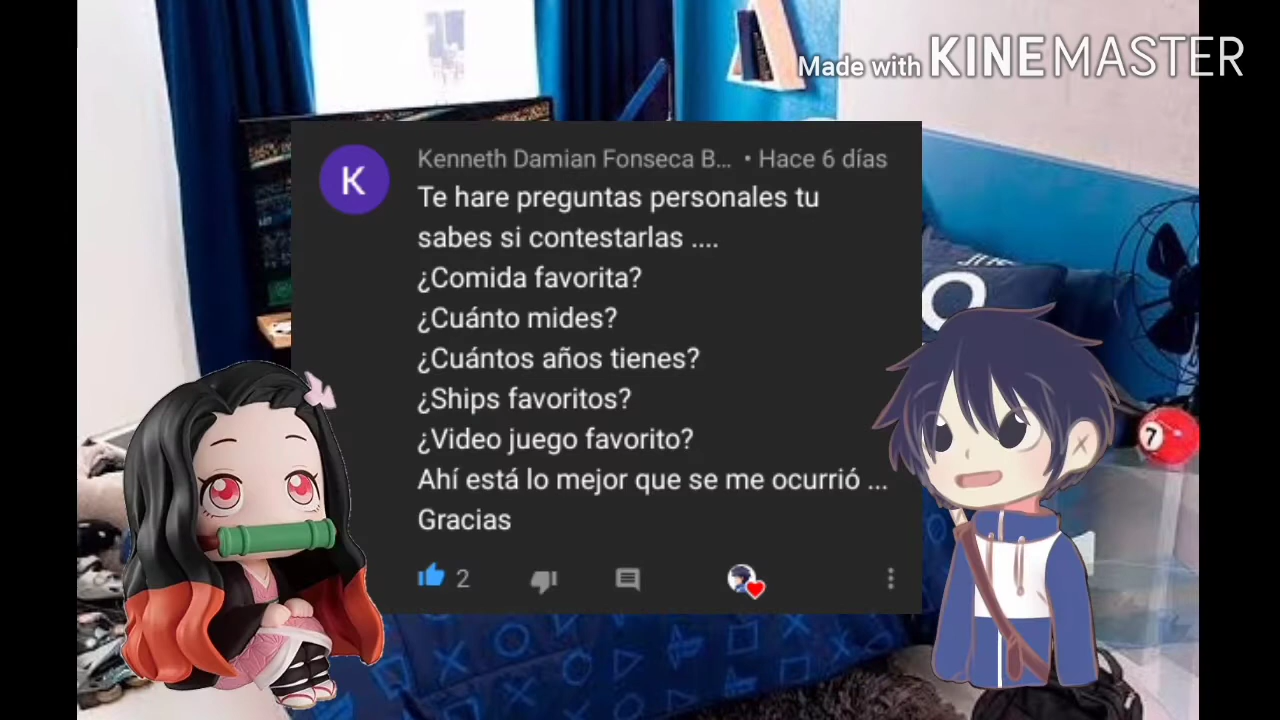 Made with KINEMASTER
K
Kenneth Damian Fonseca B... • Hace 6 días
Te hare preguntas personales tu
sabes si contestarlas ....
¿Comida favorita?
¿Cuánto mides?
¿Cuántos años tienes?
¿Ships favoritos?
¿Video juego favorito?
Ahí está lo mejor que se me ocurrió ...
Gracias
2
7